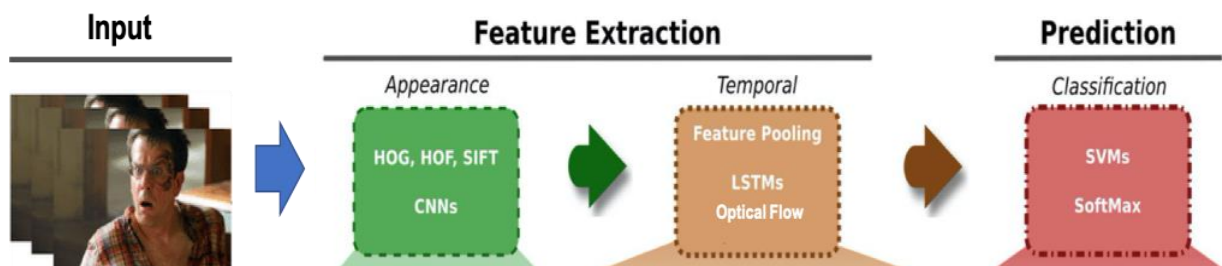 Input
Feature Extraction
Prediction
Appearance
Temporal
Classification
HOG, HOF, SIFT
CNNs
Feature Pooling
LSTMs
Optical Flow
SVMs
SoftMax